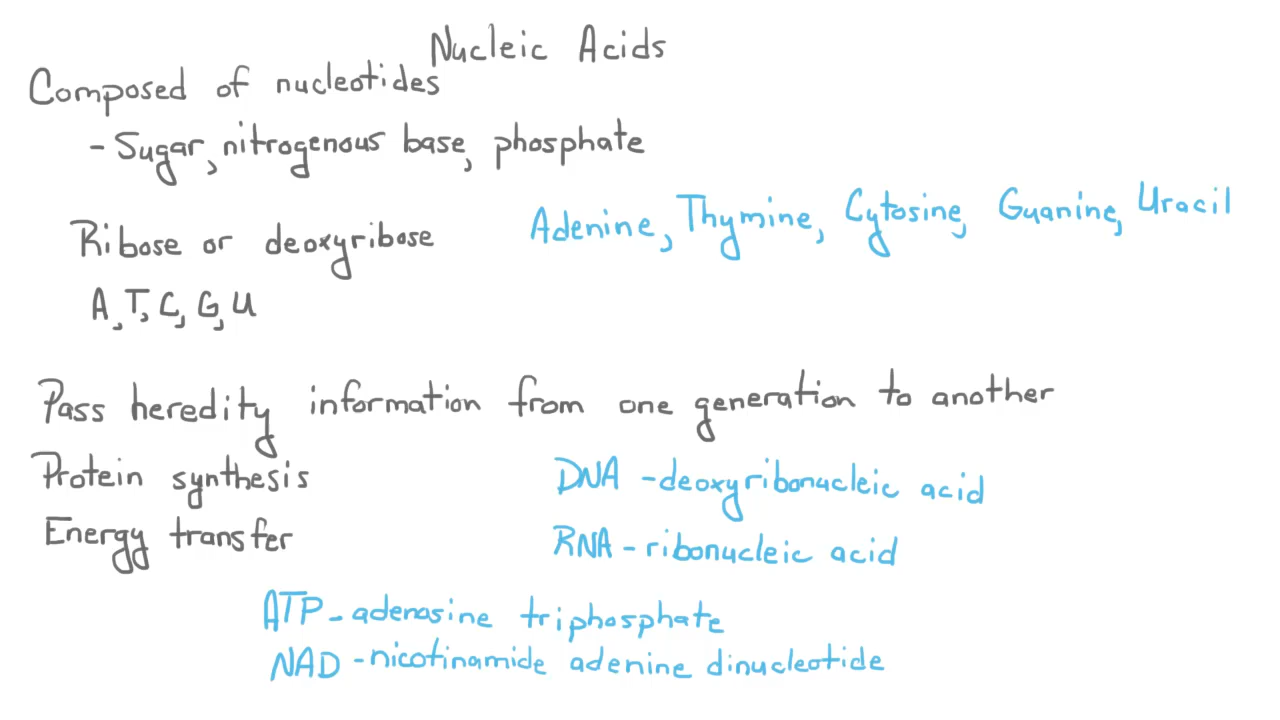 Nucleic Acids
Composed of nucleotides
- Sugar, nitrogenous base, phosphate
Adenine, Thymine, Cytosine, Guanine, Uracil
Ribose or deoxyribose
A, T, C, G, U
Pass heredity information from one generation to another
Protein synthesis
DNA - deoxyribonucleic acid
Energy transfer
RNA - ribonucleic acid
ATP - adenosine triphosphate
NAD - nicotinamide adenine dinucleotide